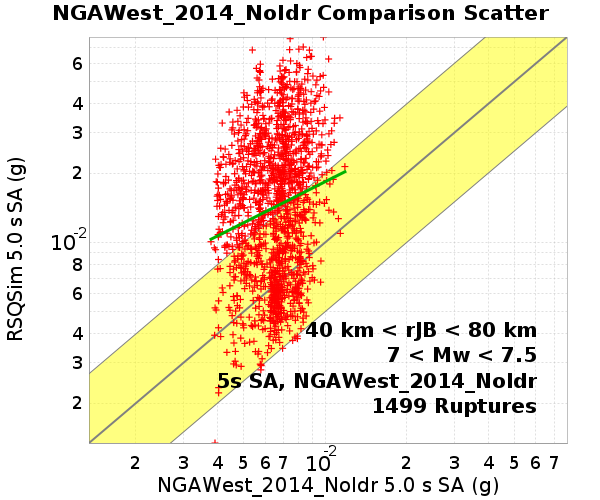 NGAWest_2014_NoIdr Comparison Scatter
6
4
3
2
10-2
8
6
4
3
2
RSQSim 5.0 s SA (g)
40 km < rJB < 80 km
7 < Mw < 7.5
5s SA, NGAWest_2014_NoIdr
1499 Ruptures
2 3 4 5 6 7 10-2 2 3 4 5 6 7
NGAWest_2014_NoIdr 5.0 s SA (g)